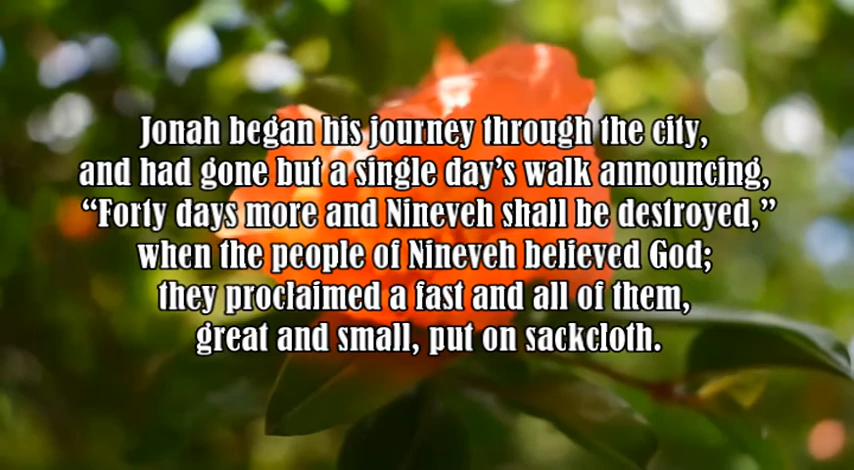 Jonah began his journey through the city,
and had gone but a single day’s walk announcing,
“Forty days more and Nineveh shall be destroyed,”
when the people of Nineveh believed God;
they proclaimed a fast and all of them,
great and small, put on sackcloth.